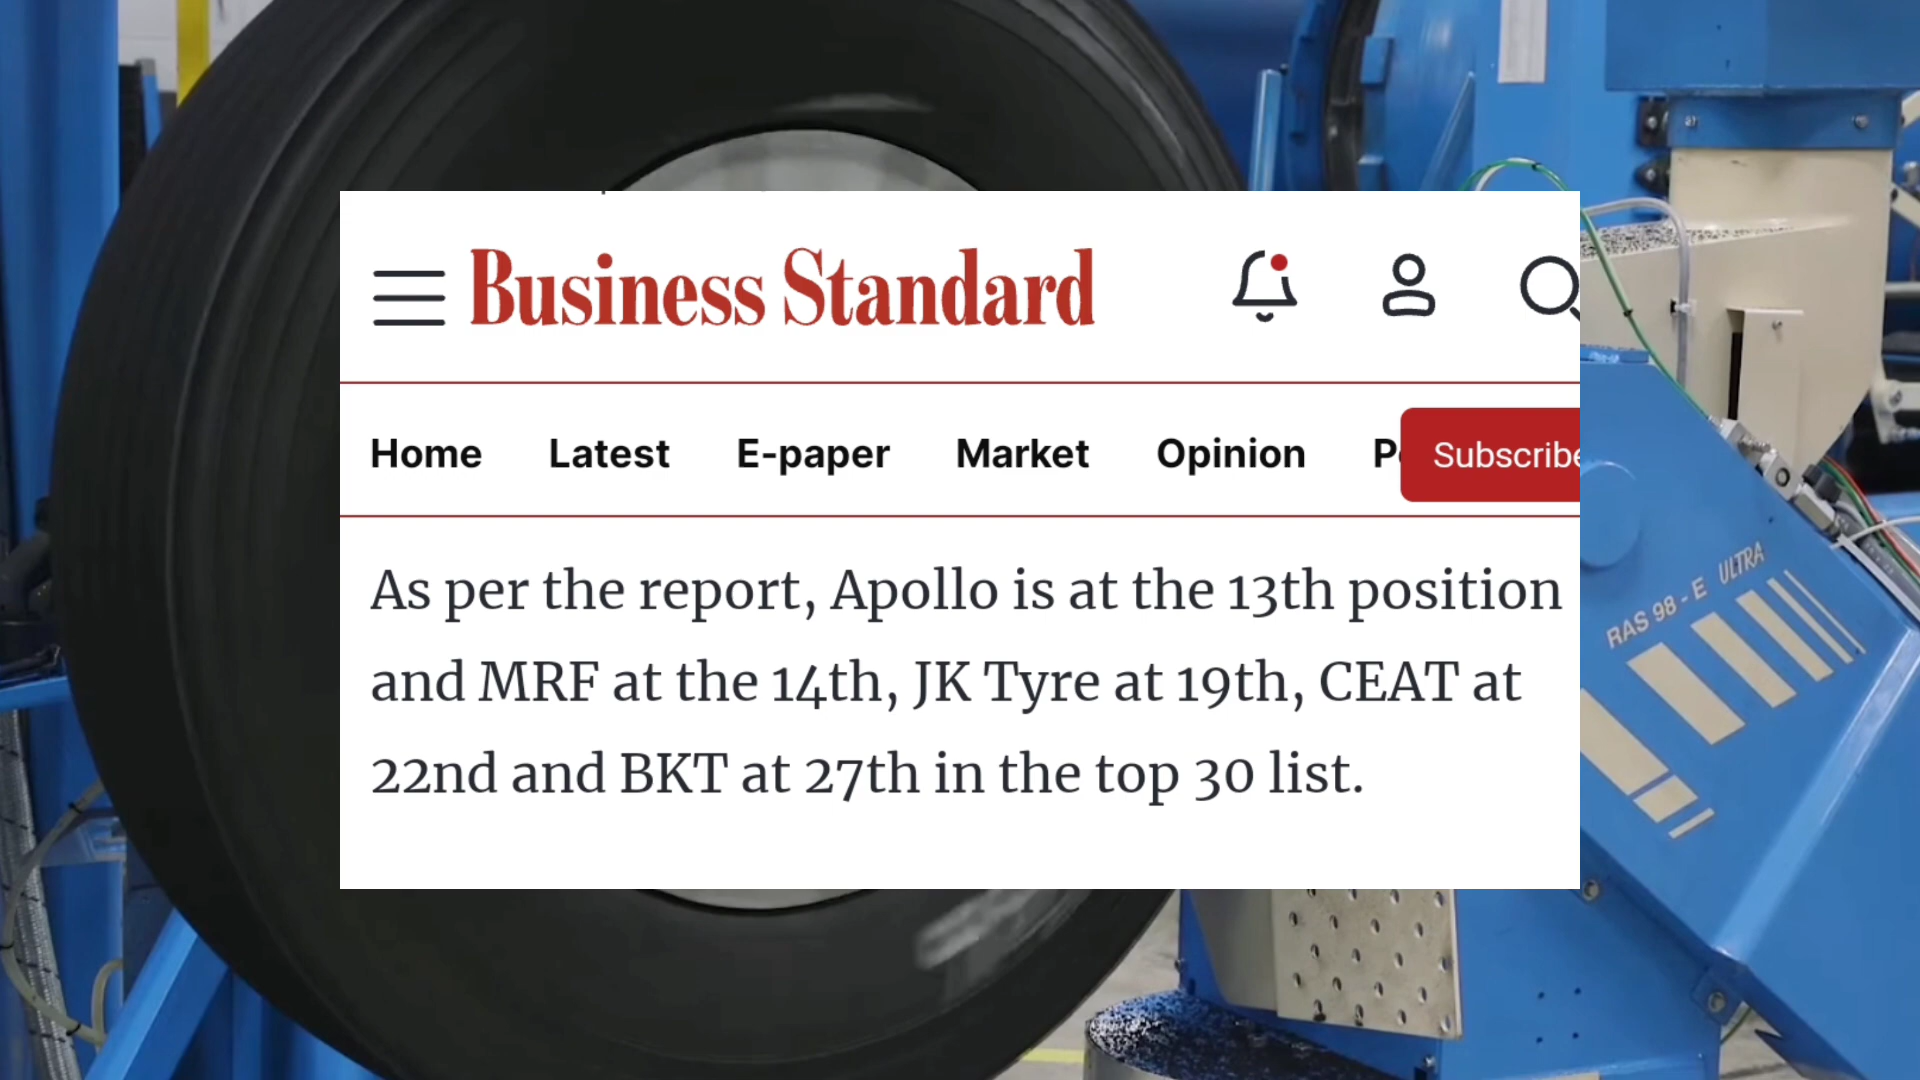 Business Standard
Home Latest E-paper Market Opinion Subscribe
As per the report, Apollo is at the 13th position
and MRF at the 14th, JK Tyre at 19th, CEAT at
22nd and BKT at 27th in the top 30 list.
RAS 98 - E ULTRA